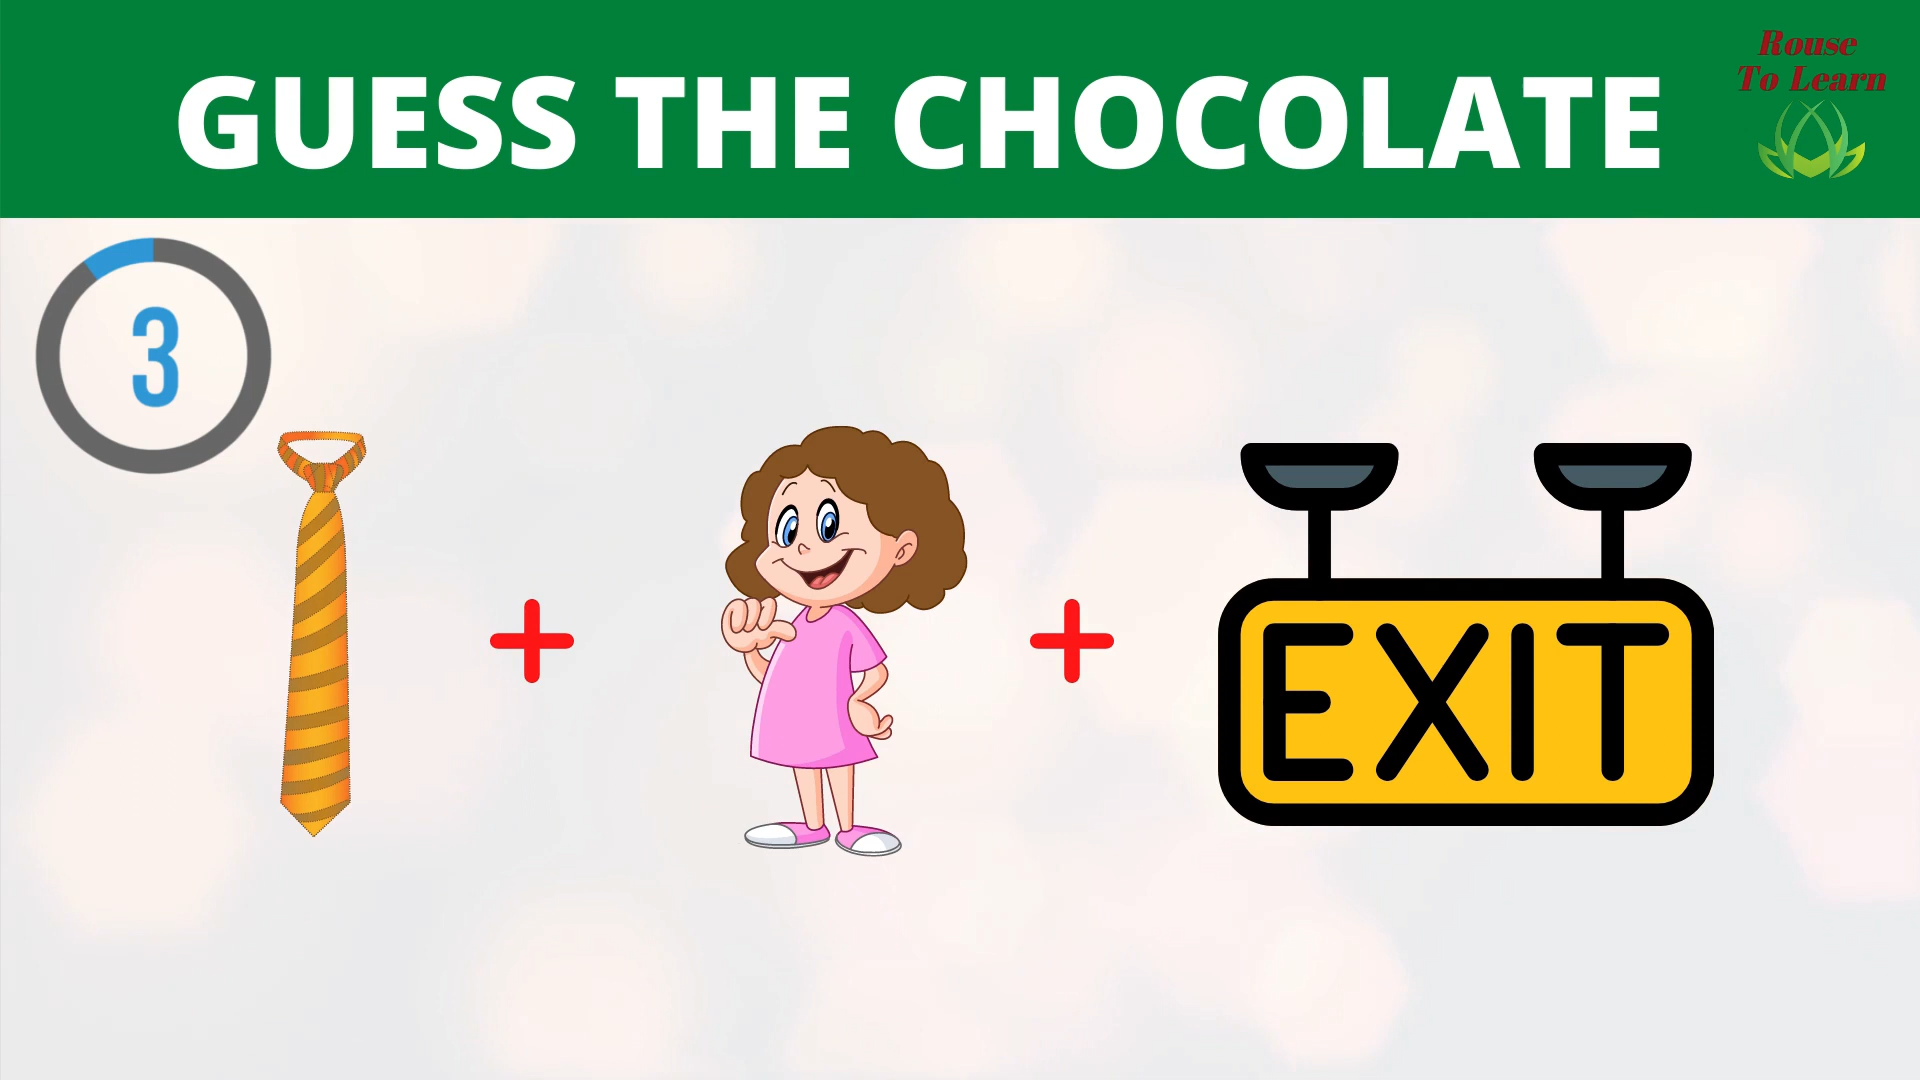 GUESS THE CHOCOLATE
Rouse
To Learn
3
+
+
EXIT